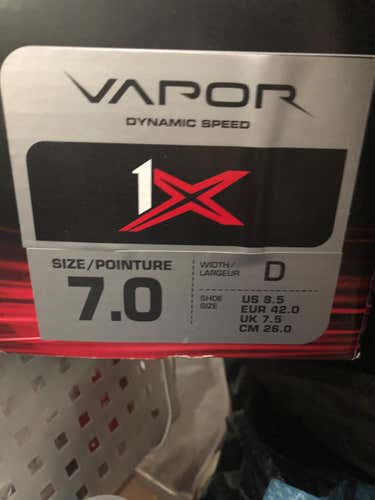 VAPOR
DYNAMIC SPEED
1X
SIZE/POINTURE
7.0
WIDTH/
LARGEUR
D
SHOE
SIZE
US 8.5
EUR 42.0
UK 7.5
CM 26.0